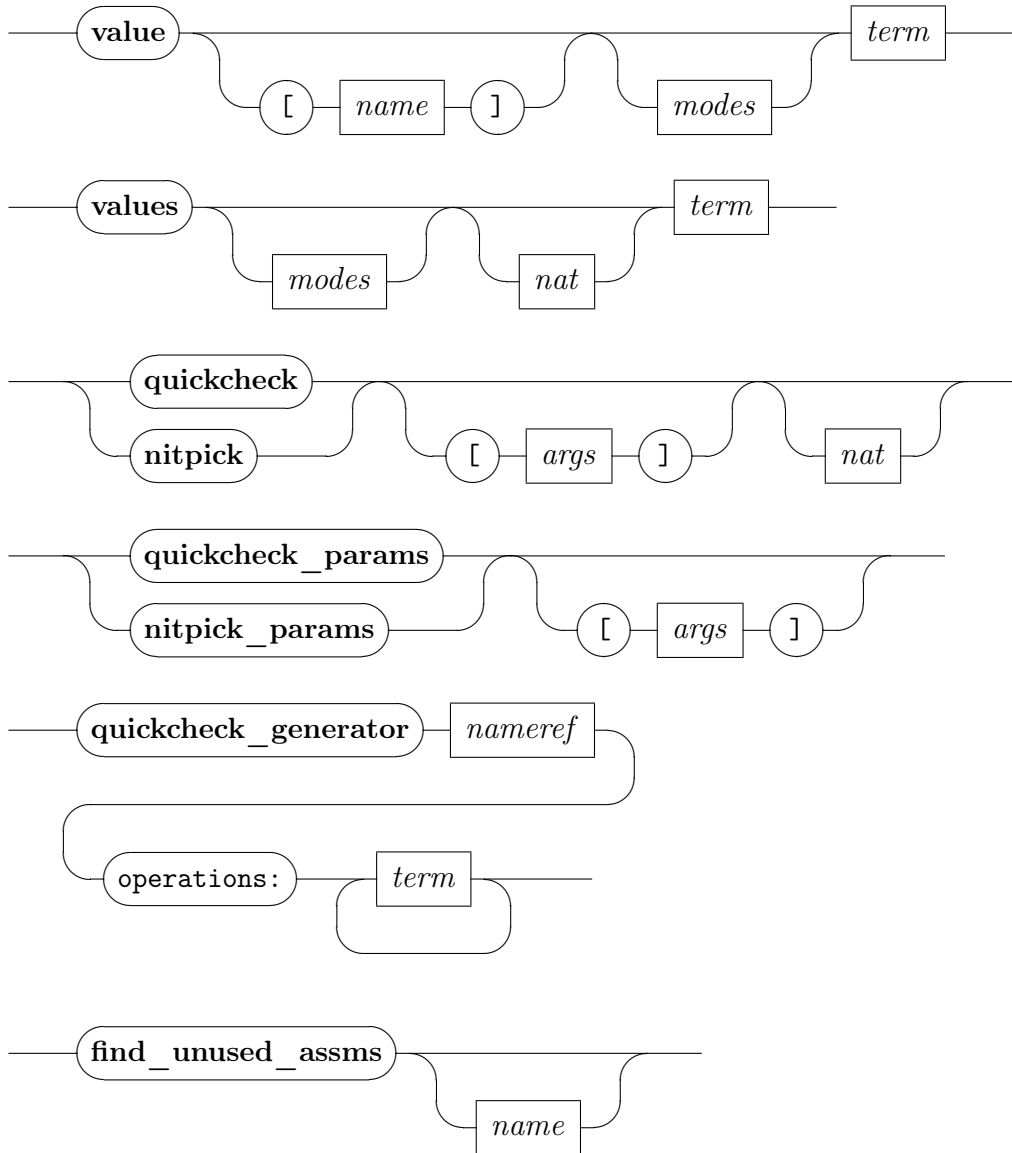 value term
[ name ] modes
values term
modes nat
quickcheck
nitpick [ args ] nat
quickcheck_params
nitpick_params [ args ]
quickcheck_generator nameref
operations: term
find_unused_assms
name